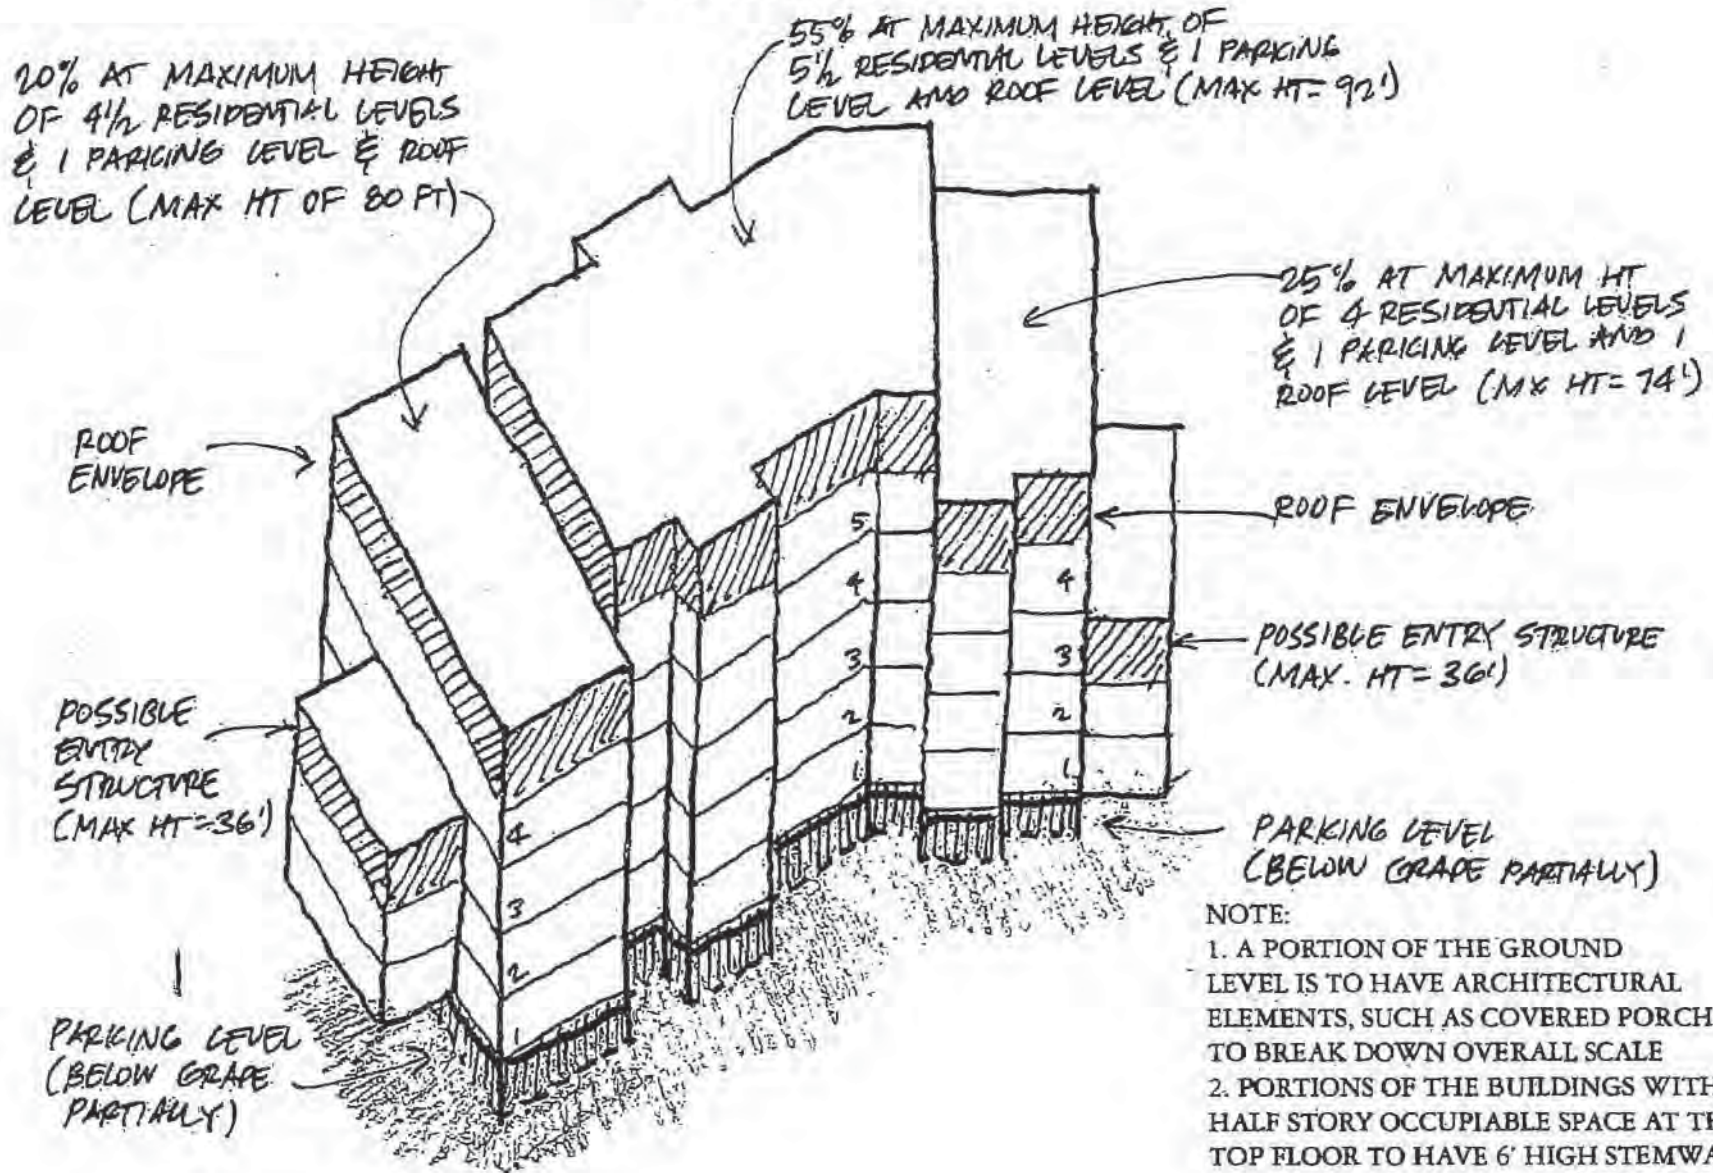 20% AT MAXIMUM HEIGHT
OF 4 1/2 RESIDENTIAL LEVELS
& 1 PARKING LEVEL & ROOF
LEVEL (MAX HT OF 80 FT)
55% AT MAXIMUM HEIGHT OF
5 1/2 RESIDENTIAL LEVELS & 1 PARKING
LEVEL AND ROOF LEVEL (MAX HT = 92')
25% AT MAXIMUM HT
OF 4 RESIDENTIAL LEVELS
& 1 PARKING LEVEL AND 1
ROOF LEVEL (MX HT = 74')
ROOF
ENVELOPE
ROOF ENVELOPE
POSSIBLE ENTRY STRUCTURE
(MAX. HT = 36')
POSSIBLE
ENTRY
STRUCTURE
(MAX HT = 36')
5
4
3
2
1
4
3
2
1
4
3
2
1
PARKING LEVEL
(BELOW GRADE PARTIALLY)
PARKING LEVEL
(BELOW GRADE
PARTIALLY)
NOTE:
1. A PORTION OF THE GROUND
LEVEL IS TO HAVE ARCHITECTURAL
ELEMENTS, SUCH AS COVERED PORCH
TO BREAK DOWN OVERALL SCALE
2. PORTIONS OF THE BUILDINGS WITH
HALF STORY OCCUPIABLE SPACE AT
TOP FLOOR TO HAVE 6' HIGH